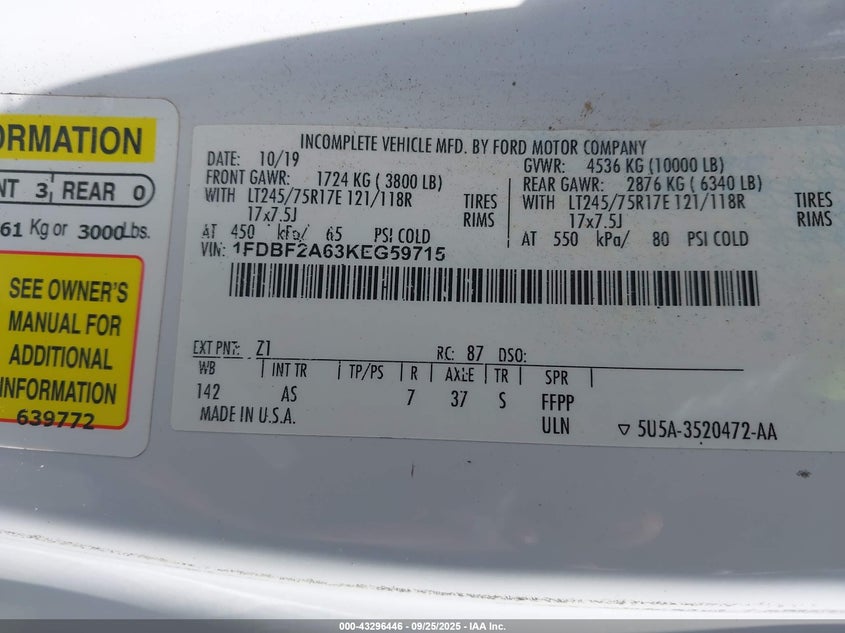 ORMATION
NT 3 REAR 0
61 Kg or 3000 Lbs.
SEE OWNER'S
MANUAL FOR
ADDITIONAL
INFORMATION
639772
INCOMPLETE VEHICLE MFD. BY FORD MOTOR COMPANY
DATE: 10/19 GVWR: 4536 KG (10000 LB)
FRONT GAWR: 1724 KG ( 3800 LB) REAR GAWR: 2876 KG ( 6340 LB)
WITH LT245/75R17E 121/118R TIRES WITH LT245/75R17E 121/118R TIRES
17x7.5J RIMS 17x7.5J RIMS
AT 450 kPa/ 65 PSI COLD AT 550 kPa/ 80 PSI COLD
VIN: 1FDBF2A63KEG59715
EXT PNT: Z1 RC: 87 DSO:
WB INT TR TP/PS R AXLE TR SPR
142 AS 7 37 S FFPP
MADE IN U.S.A. ULN 5U5A-3520472-AA
000-43296446 - 09/25/2025 - IAA Inc.